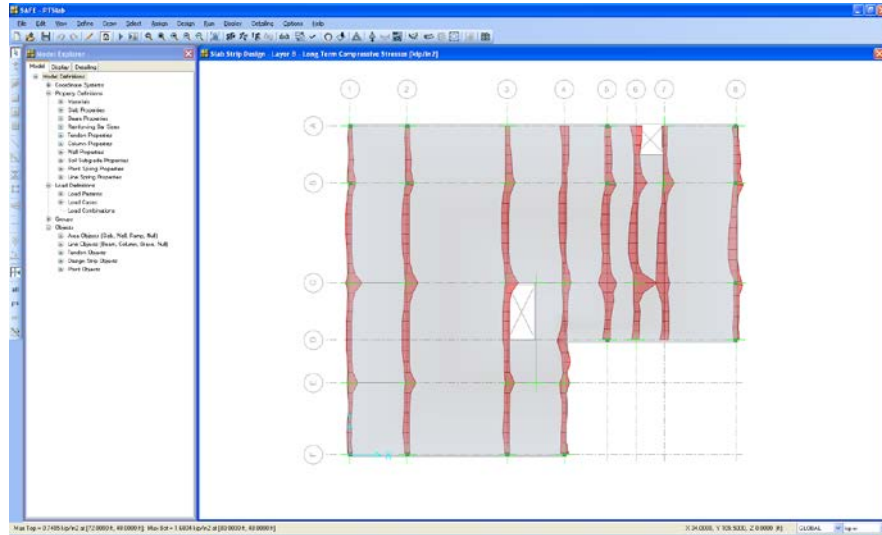 SAFE - PTSlab
File Edit View Define Draw Select Assign Design Run Display Detailing Options Help
Model Explorer
Model Display Detailing
Model Definitions
Coordinate Systems
Property Definitions
Materials
Slab Properties
Beam Properties
Reinforcing Bar Sizes
Tendon Properties
Column Properties
Wall Properties
Soil Subgrade Properties
Point Spring Properties
Line Spring Properties
Load Definitions
Load Patterns
Load Cases
Load Combinations
Groups
Objects
Area Objects (Slab, Wall, Ramp, Null)
Line Objects (Beam, Column, Brace, Null)
Tendon Objects
Design Strip Objects
Point Objects
Slab Strip Design - Layer B - Long Term Compressive Stresses [kip/in2]
1 2 3 4 5 6 7 8
A
B
C
D
E
F
GLOBAL